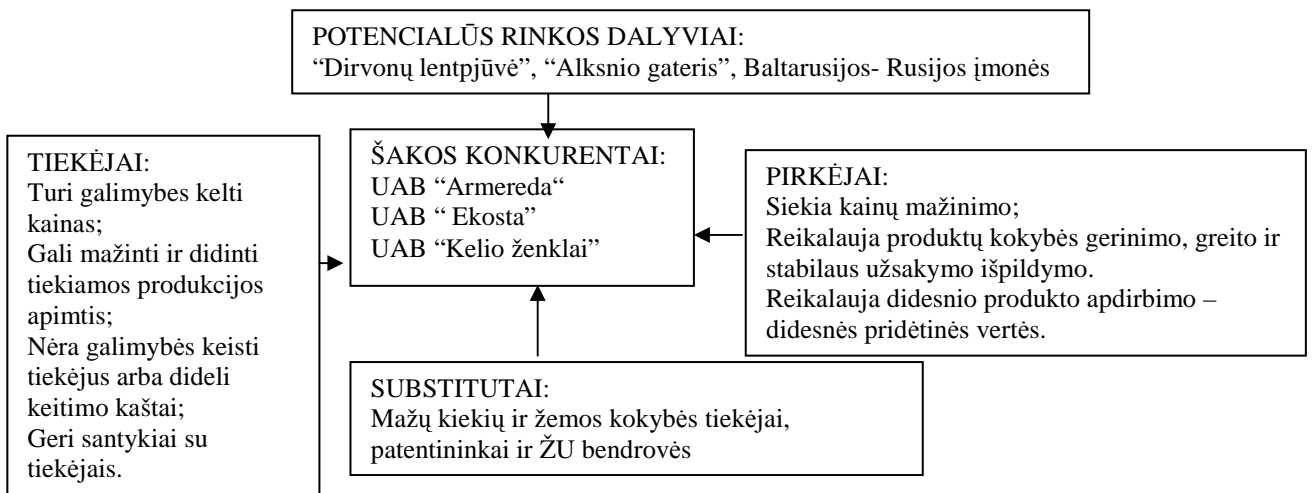 POTENCIALŪS RINKOS DALYVIAI:
“Dirvonų lentpjūvė”, “Alksnio gateris”, Baltarusijos- Rusijos įmonės
TIEKĖJAI:
Turi galimybes kelti
kainas;
Gali mažinti ir didinti
tiekiamos produkcijos
apimtis;
Nėra galimybės keisti
tiekėjus arba dideli
keitimo kaštai;
Geri santykiai su
tiekėjais.
ŠAKOS KONKURENTAI:
UAB “Armereda“
UAB “ Ekosta”
UAB “Kelio ženklai”
PIRKĖJAI:
Siekia kainų mažinimo;
Reikalauja produktų kokybės gerinimo, greito ir
stabilaus užsakymo išpildymo.
Reikalauja didesnio produkto apdirbimo –
didesnės pridėtinės vertės.
SUBSTITUTAI:
Mažų kiekių ir žemos kokybės tiekėjai,
patentininkai ir ŽU bendrovės